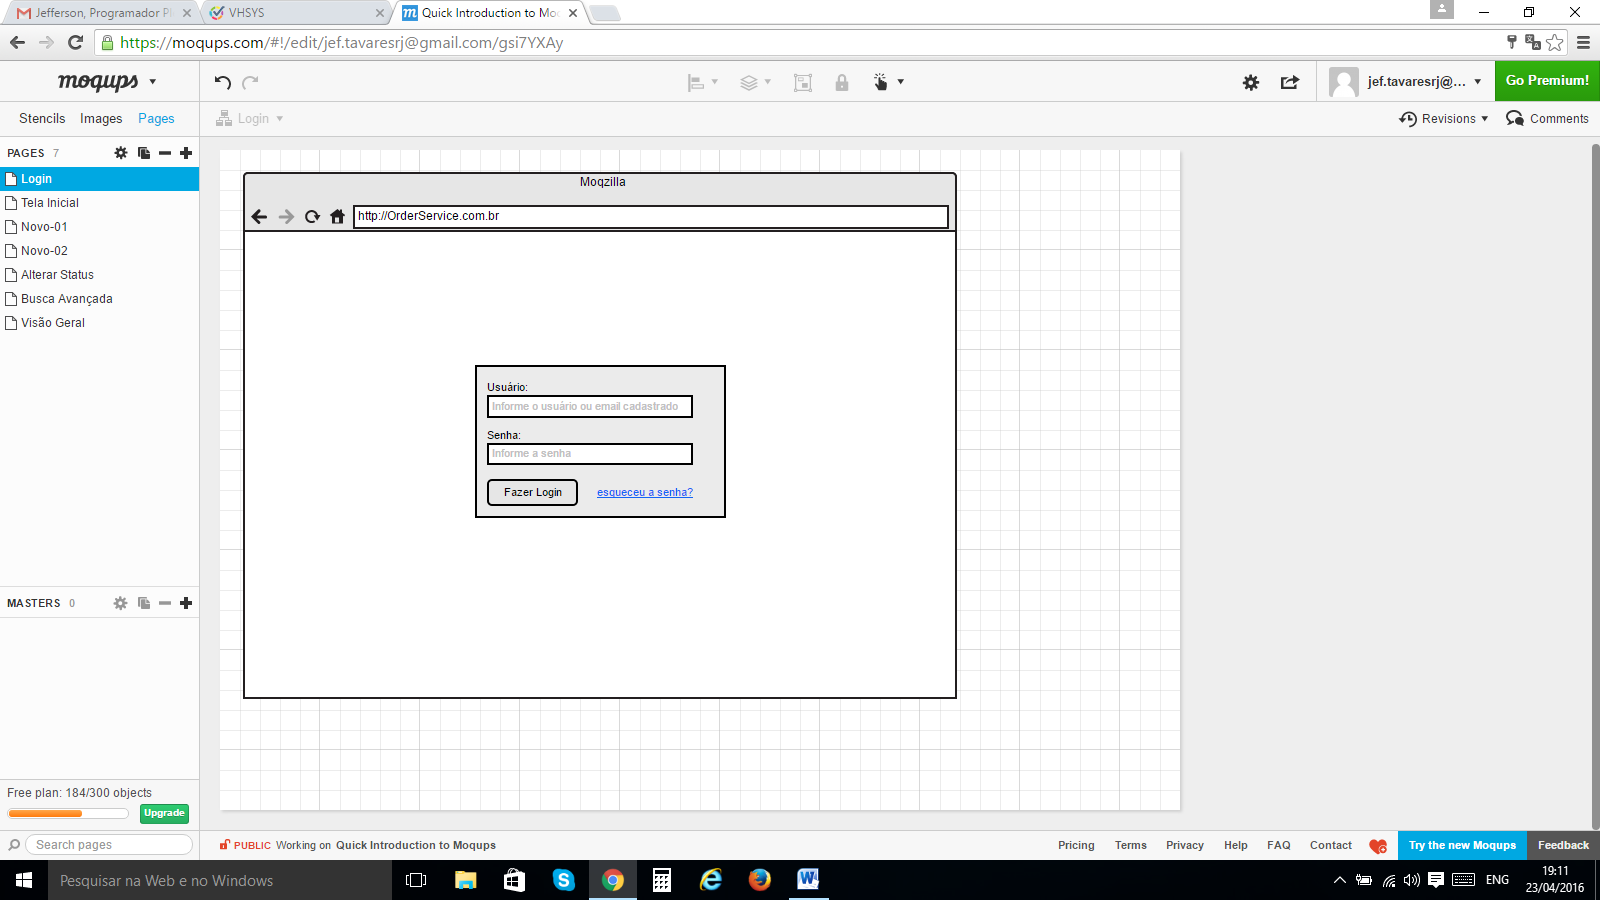 Jefferson, Programador Pl
VHSYS
Quick Introduction to Mo
https://moqups.com/#!/edit/jef.tavaresrj@gmail.com/gsi7YXAy
moqups
jef.tavaresrj@...
Go Premium!
Stencils Images Pages
Login
Revisions
Comments
PAGES 7
Login
Tela Inicial
Novo-01
Novo-02
Alterar Status
Busca Avançada
Visão Geral
Moqzilla
http://OrderService.com.br
Usuário:
Informe o usuário ou email cadastrado
Senha:
Informe a senha
Fazer Login
esqueceu a senha?
MASTERS 0
Free plan: 184/300 objects
Upgrade
Search pages
PUBLIC Working on Quick Introduction to Moqups
Pricing Terms Privacy Help FAQ Contact
Try the new Moqups
Feedback
Pesquisar na Web e no Windows
ENG
19:11
23/04/2016